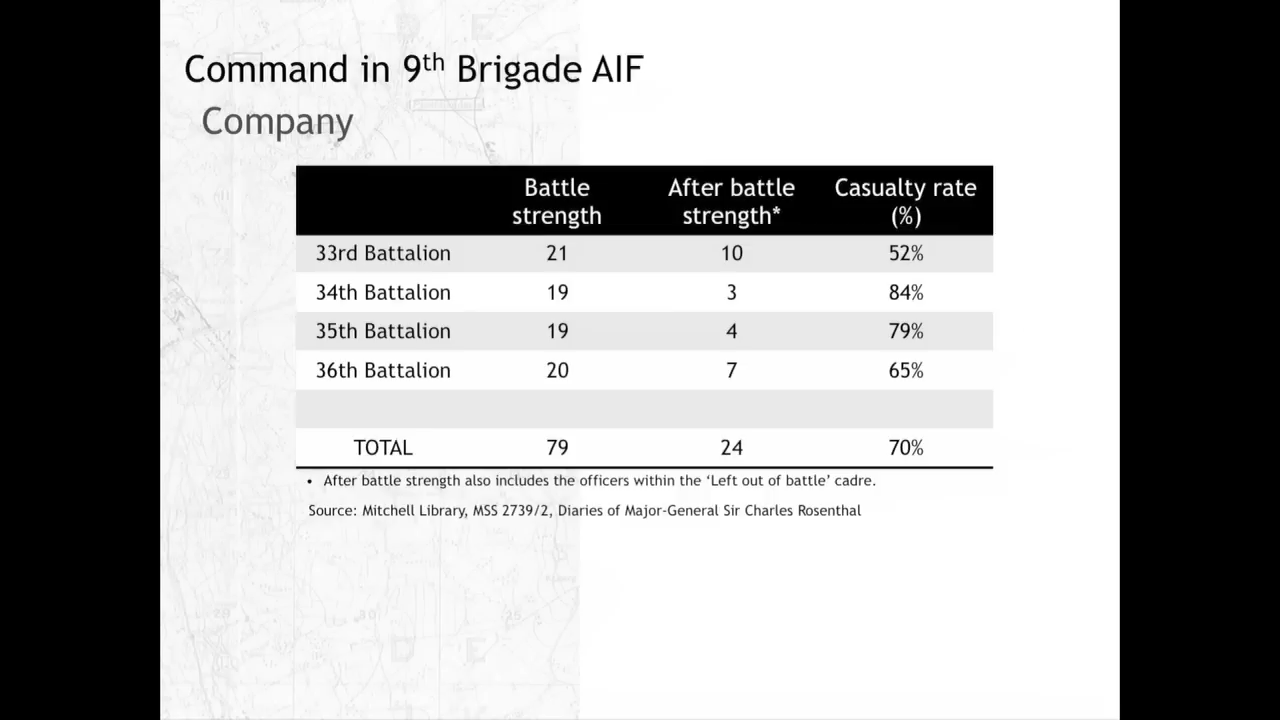 Command in 9th Brigade AIF
Company
Battle strength After battle strength* Casualty rate (%)
33rd Battalion 21 10 52%
34th Battalion 19 3 84%
35th Battalion 19 4 79%
36th Battalion 20 7 65%
TOTAL 79 24 70%
• After battle strength also includes the officers within the ‘Left out of battle’ cadre.
Source: Mitchell Library, MSS 2739/2, Diaries of Major-General Sir Charles Rosenthal